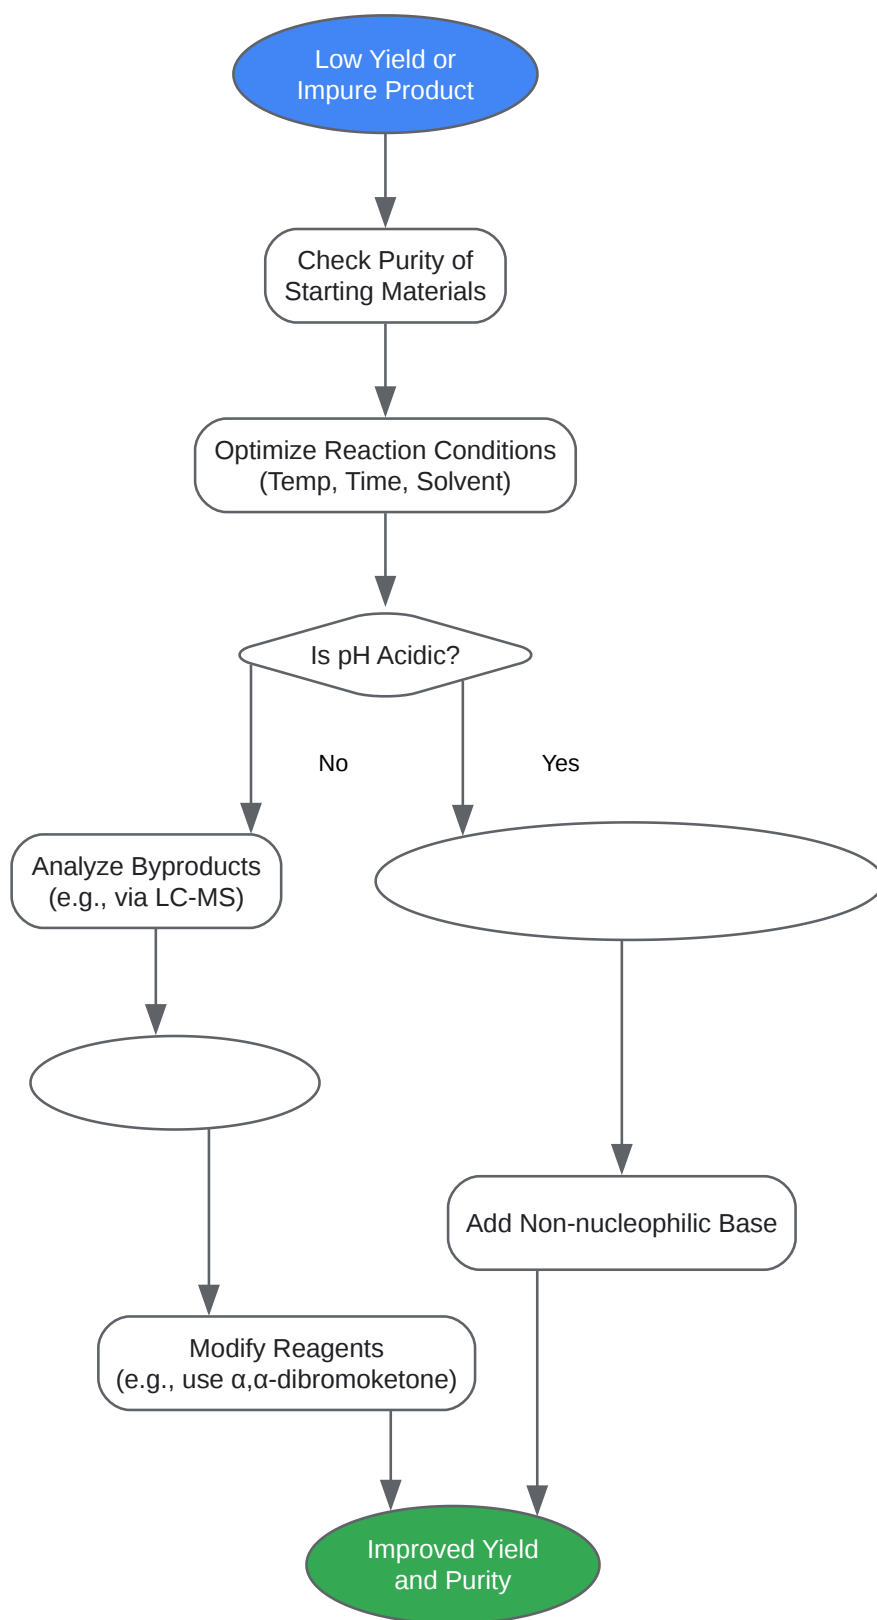 Low Yield or
Impure Product
Check Purity of
Starting Materials
Optimize Reaction Conditions
(Temp, Time, Solvent)
Is pH Acidic?
No
Yes
Analyze Byproducts
(e.g., via LC-MS)
Add Non-nucleophilic Base
Modify Reagents
(e.g., use α,α-dibromoketone)
Improved Yield
and Purity